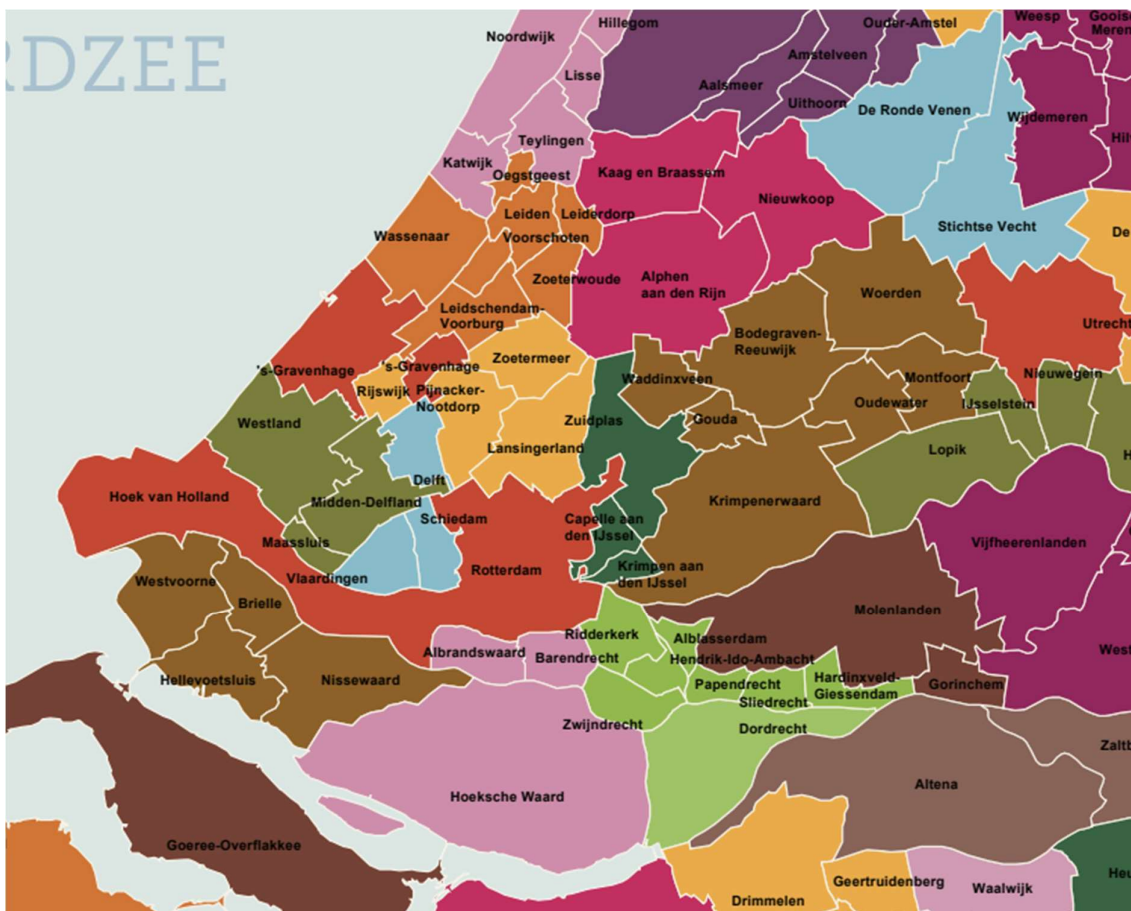 RDZEE
Hillegom
Ouder-Amstel
Weesp
Gooise
Meren
Noordwijk
Amstelveen
Lisse
Aalsmeer
Uithoorn
De Ronde Venen
Wijdemeren
Hilv
Teylingen
Katwijk
Oegstgeest
Kaag en Braassem
Nieuwkoop
Leiden
Leiderdorp
Stichtse Vecht
De
Wassenaar
Voorschoten
Zoeterwoude
Alphen
aan den Rijn
Woerden
Leidschendam-
Voorburg
Bodegraven-
Reeuwijk
Utrecht
Zoetermeer
's-Gravenhage
's-Gravenhage
Rijswijk
Pijnacker-
Nootdorp
Waddinxveen
Montfoort
Nieuwegein
Oudewater
IJsselstein
Westland
Zuidplas
Gouda
Lansingerland
Lopik
H
Delft
Hoek van Holland
Midden-Delfland
Krimpenerwaard
Schiedam
Capelle aan
den IJssel
Maassluis
Vijfheerenlanden
Vlaardingen
Rotterdam
Krimpen aan
den IJssel
Westvoorne
Brielle
Molenlanden
Ridderkerk
Alblasserdam
Albrandswaard
Barendrecht
Hendrik-Ido-Ambacht
West
Hellevoetsluis
Nissewaard
Papendrecht
Hardinxveld-
Giessendam
Gorinchem
Sliedrecht
Zwijndrecht
Dordrecht
Zaltb
Altena
Hoeksche Waard
Goeree-Overflakkee
Heu
Geertruidenberg
Waalwijk
Drimmelen